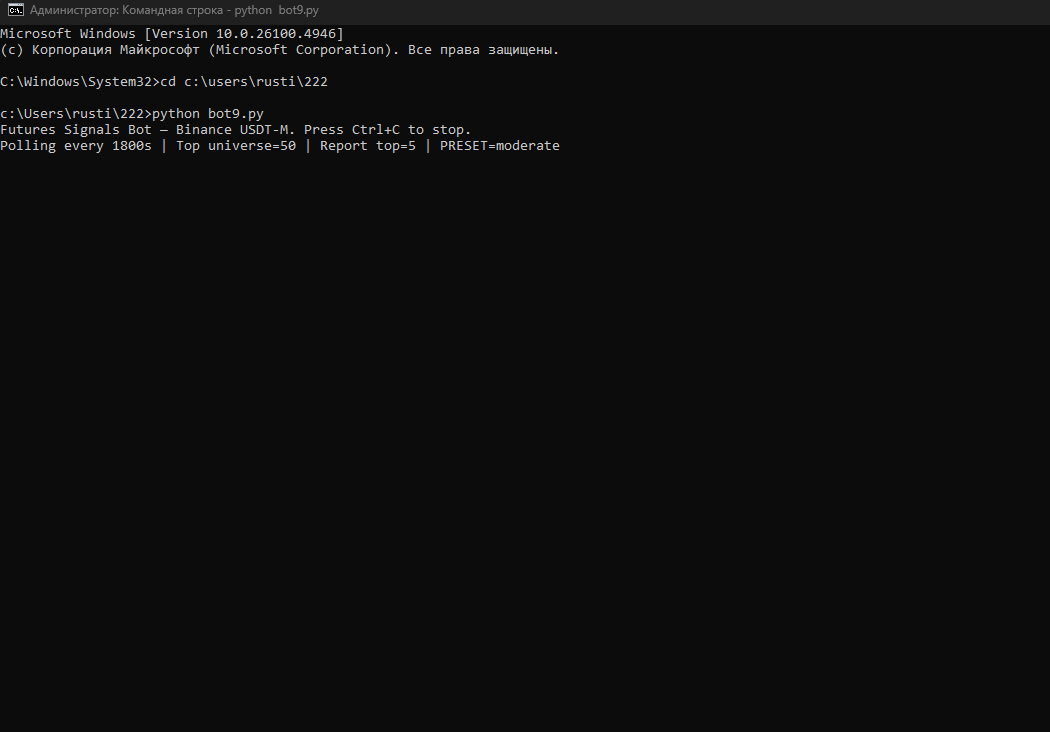 Администратор: Командная строка - python  bot9.py
Microsoft Windows [Version 10.0.26100.4946]
(c) Корпорация Майкрософт (Microsoft Corporation). Все права защищены.
C:\Windows\System32>cd c:\users\rusti\222
c:\Users\rusti\222>python bot9.py
Futures Signals Bot — Binance USDT-M. Press Ctrl+C to stop.
Polling every 1800s | Top universe=50 | Report top=5 | PRESET=moderate